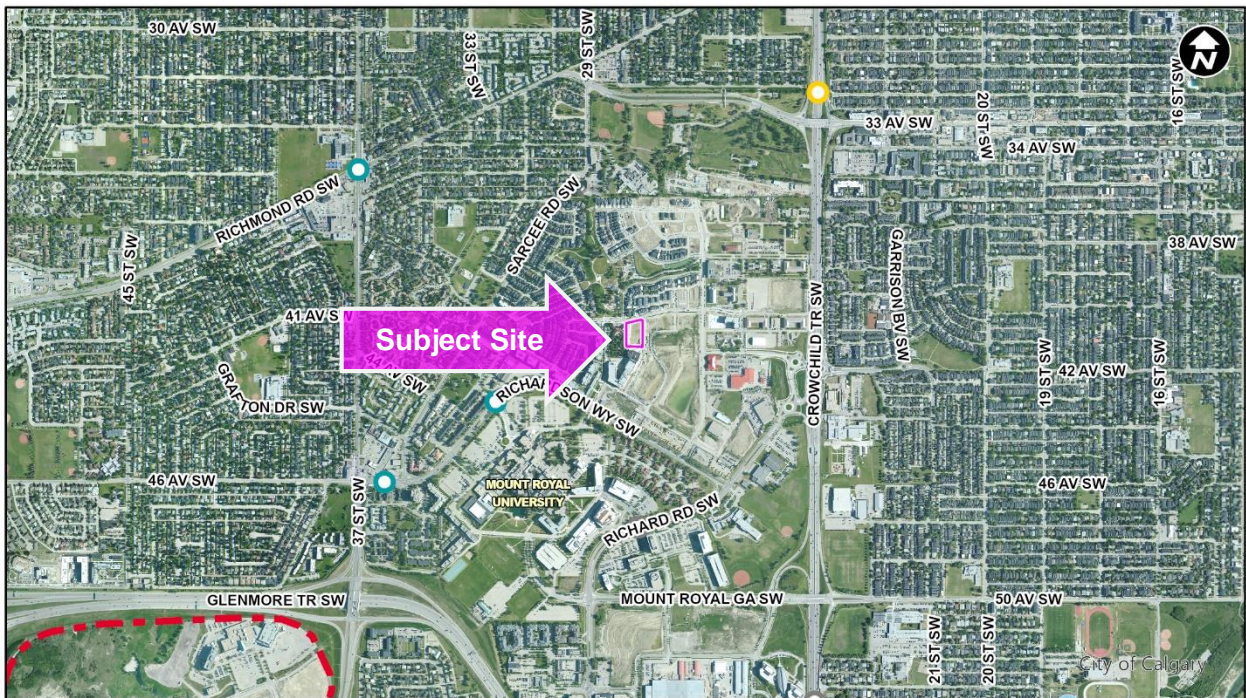 30 AV SW
33 ST SW
29 ST SW
N
16 ST SW
20 ST SW
33 AV SW
34 AV SW
RICHMOND RD SW
SARCEE RD SW
38 AV SW
45 ST SW
GARRISON BV SW
41 AV S
Subject Site
44 AV SW
GRAFTON DR SW
RICHAR SON WY SW
CROWCHILD TR SW
19 ST SW
42 AV SW
16 ST SW
46 AV SW
MOUNT ROYAL
UNIVERSITY
46 AV SW
37 ST SW
RICHARD RD SW
GLENMORE TR SW
MOUNT ROYAL GA SW
50 AV SW
21 ST SW
20 ST SW
City of Calgary